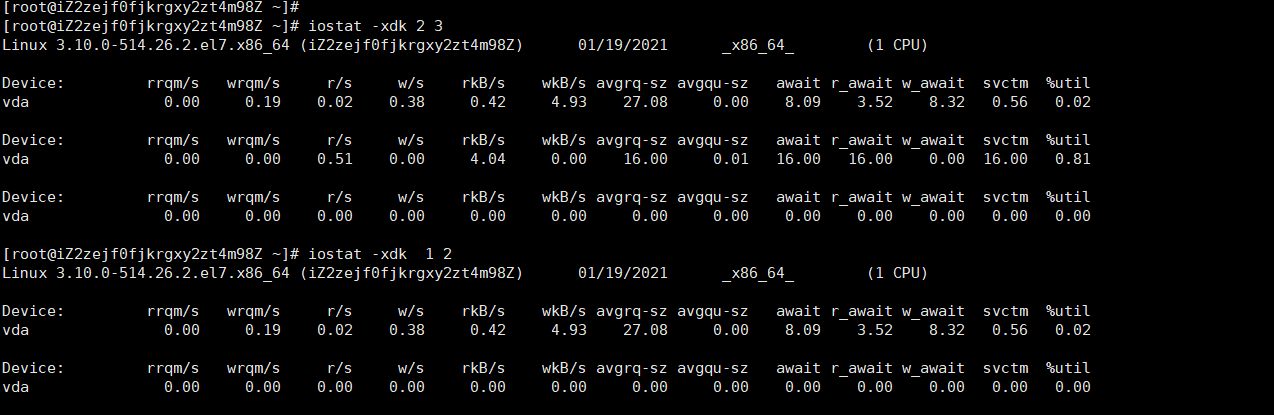 [root@iZ2zejf0fjkrgxy2zt4m98Z ~]#
[root@iZ2zejf0fjkrgxy2zt4m98Z ~]# iostat -xdk 2 3
Linux 3.10.0-514.26.2.el7.x86_64 (iZ2zejf0fjkrgxy2zt4m98Z) 01/19/2021 _x86_64_ (1 CPU)
Device: rrqm/s wrqm/s r/s w/s rkB/s wkB/s avgrq-sz avgqu-sz await r_await w_await svctm %util
vda 0.00 0.19 0.02 0.38 0.42 4.93 27.08 0.00 8.09 3.52 8.32 0.56 0.02
Device: rrqm/s wrqm/s r/s w/s rkB/s wkB/s avgrq-sz avgqu-sz await r_await w_await svctm %util
vda 0.00 0.00 0.51 0.00 4.04 0.00 16.00 0.01 16.00 16.00 0.00 16.00 0.81
Device: rrqm/s wrqm/s r/s w/s rkB/s wkB/s avgrq-sz avgqu-sz await r_await w_await svctm %util
vda 0.00 0.00 0.00 0.00 0.00 0.00 0.00 0.00 0.00 0.00 0.00 0.00 0.00
[root@iZ2zejf0fjkrgxy2zt4m98Z ~]# iostat -xdk  1 2
Linux 3.10.0-514.26.2.el7.x86_64 (iZ2zejf0fjkrgxy2zt4m98Z) 01/19/2021 _x86_64_ (1 CPU)
Device: rrqm/s wrqm/s r/s w/s rkB/s wkB/s avgrq-sz avgqu-sz await r_await w_await svctm %util
vda 0.00 0.19 0.02 0.38 0.42 4.93 27.08 0.00 8.09 3.52 8.32 0.56 0.02
Device: rrqm/s wrqm/s r/s w/s rkB/s wkB/s avgrq-sz avgqu-sz await r_await w_await svctm %util
vda 0.00 0.00 0.00 0.00 0.00 0.00 0.00 0.00 0.00 0.00 0.00 0.00 0.00